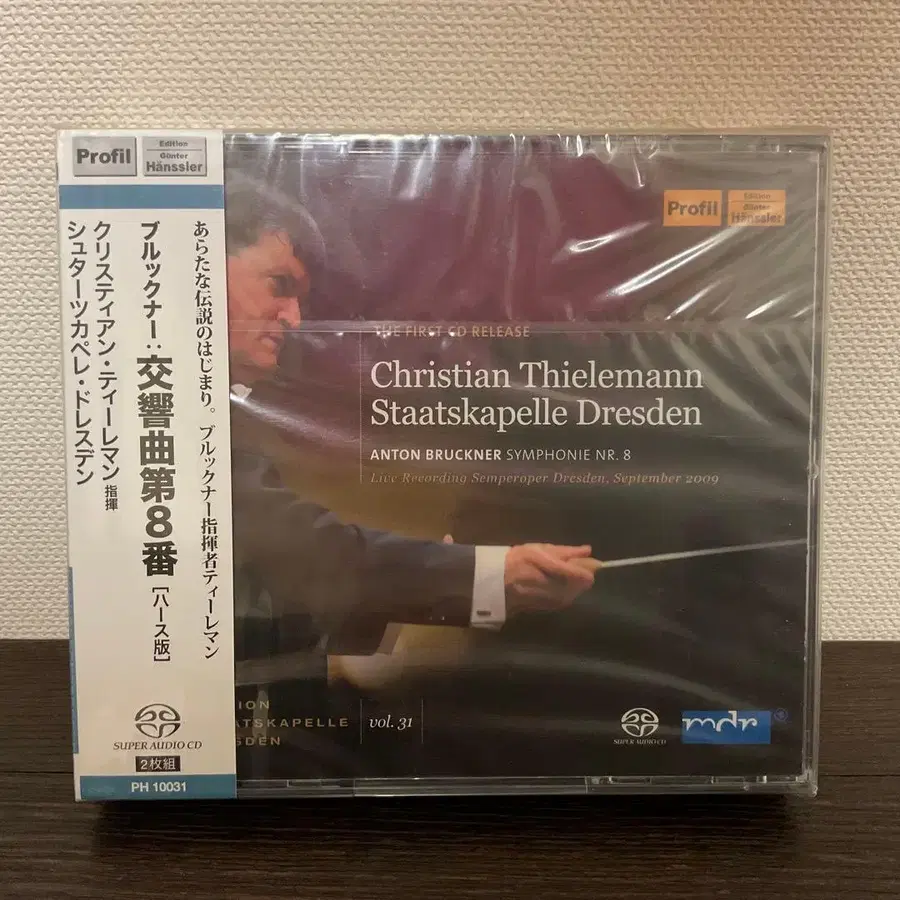 Profil
Edition
Günter
Hänssler
あらたな伝説のはじまり。ブルックナー指揮者ティーレマン
ブルックナー:交響曲第8番[ハース版]
クリスティアン・ティーレマン 指揮
シュターツカペレ・ドレスデン
SUPER AUDIO CD
2枚組
PH 10031
Profil
Edition
Günter
Hänssler
THE FIRST CD RELEASE
Christian Thielemann
Staatskapelle Dresden
ANTON BRUCKNER SYMPHONIE NR. 8
Live Recording Semperoper Dresden, September 2009
ION
ATSKAPELLE
SDEN
vol. 31
SUPER AUDIO CD
mdr